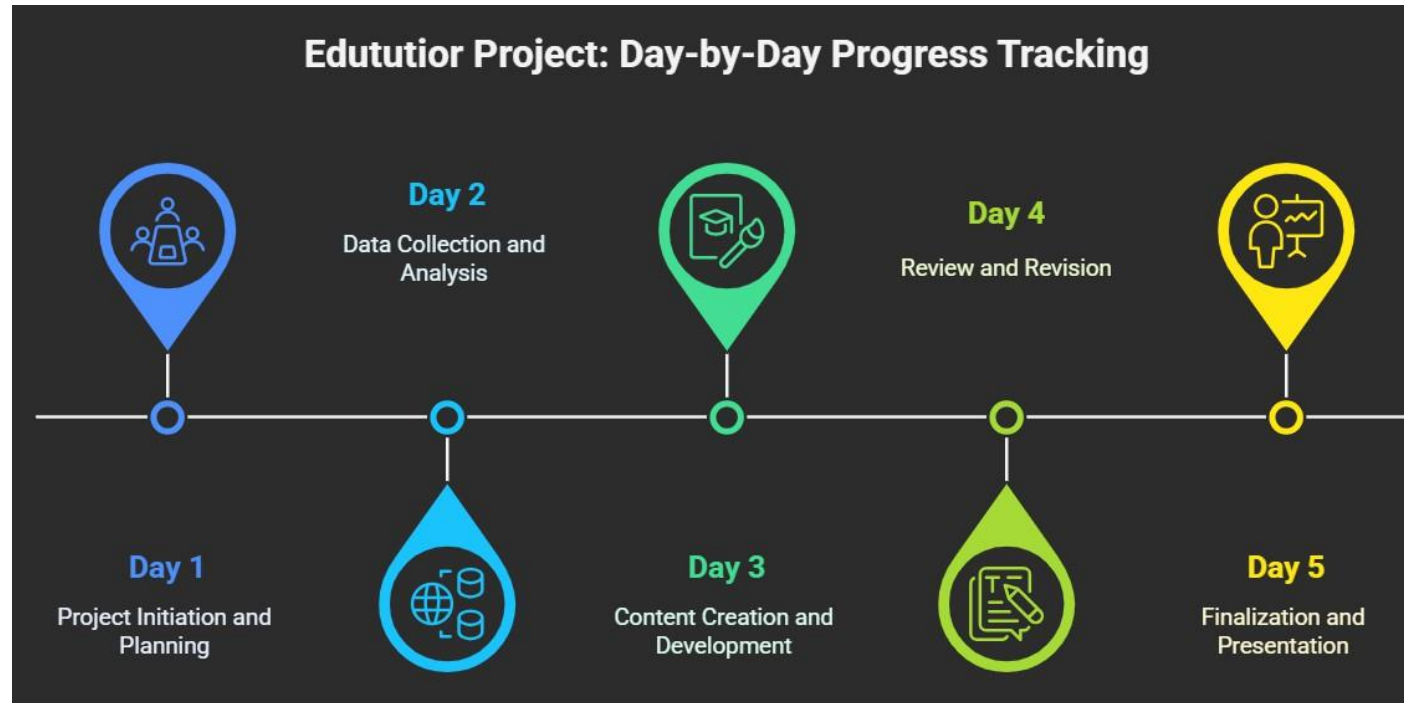 Edututior Project: Day-by-Day Progress Tracking
Day 1
Project Initiation and
Planning
Day 2
Data Collection and
Analysis
Day 3
Content Creation and
Development
Day 4
Review and Revision
Day 5
Finalization and
Presentation